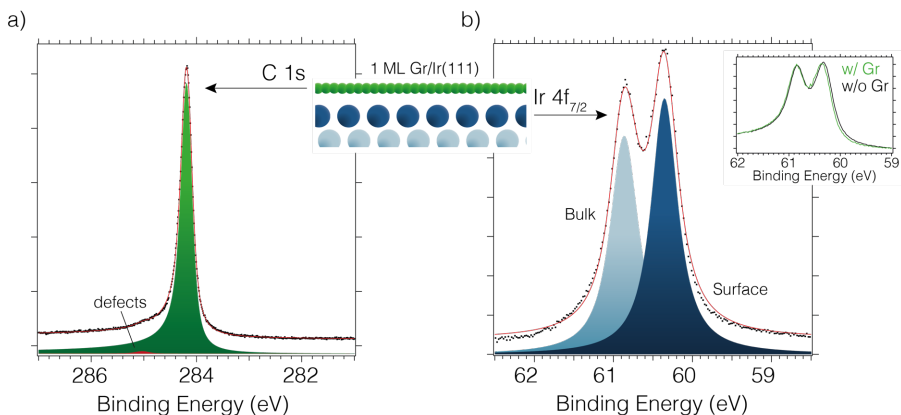 a)
C 1s
defects
286
284
282
Binding Energy (eV)
1 ML Gr/Ir(111)
b)
Ir 4f7/2
Bulk
Surface
62
61
60
59
Binding Energy (eV)
w/ Gr
w/o Gr
62
61
60
59
Binding Energy (eV)